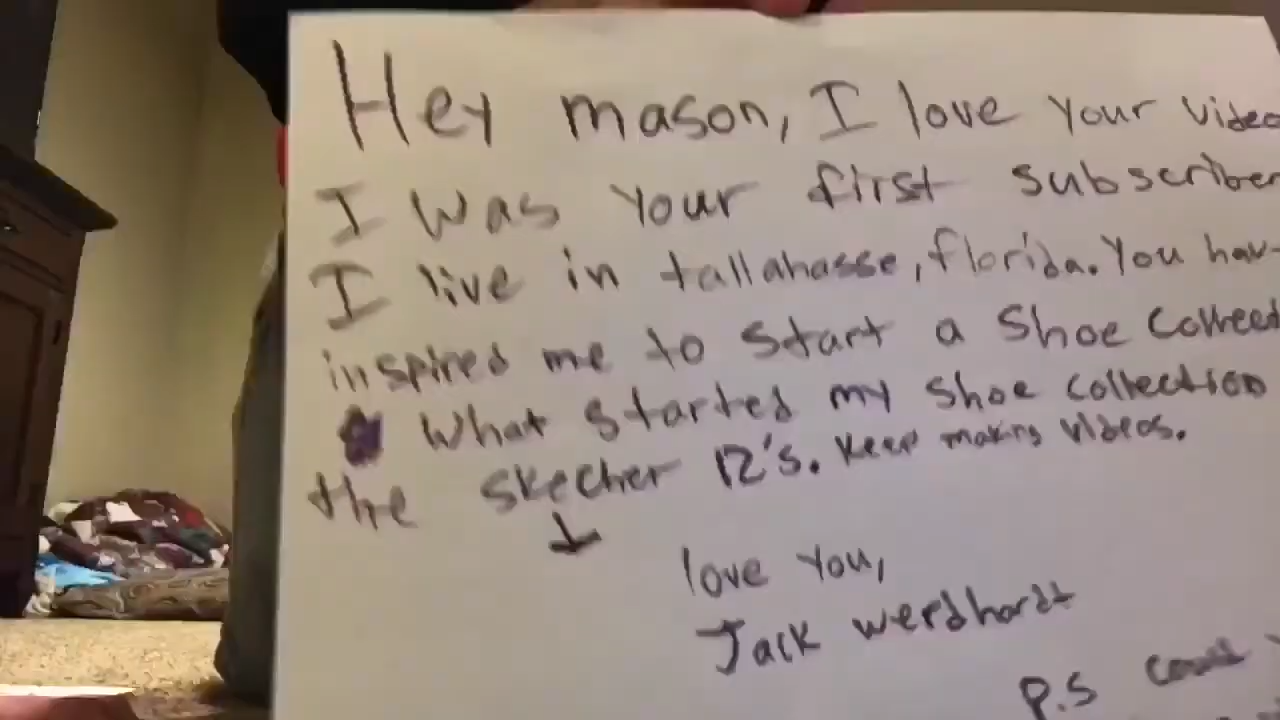 Hey mason, I love your video
I was your first subscriber
I live in tallahasse, florida. You hav
inspired me to start a shoe collect
What started my shoe collection
the skecher 12's. keep making videos.
love you,
Jack werdhardt
P.S could